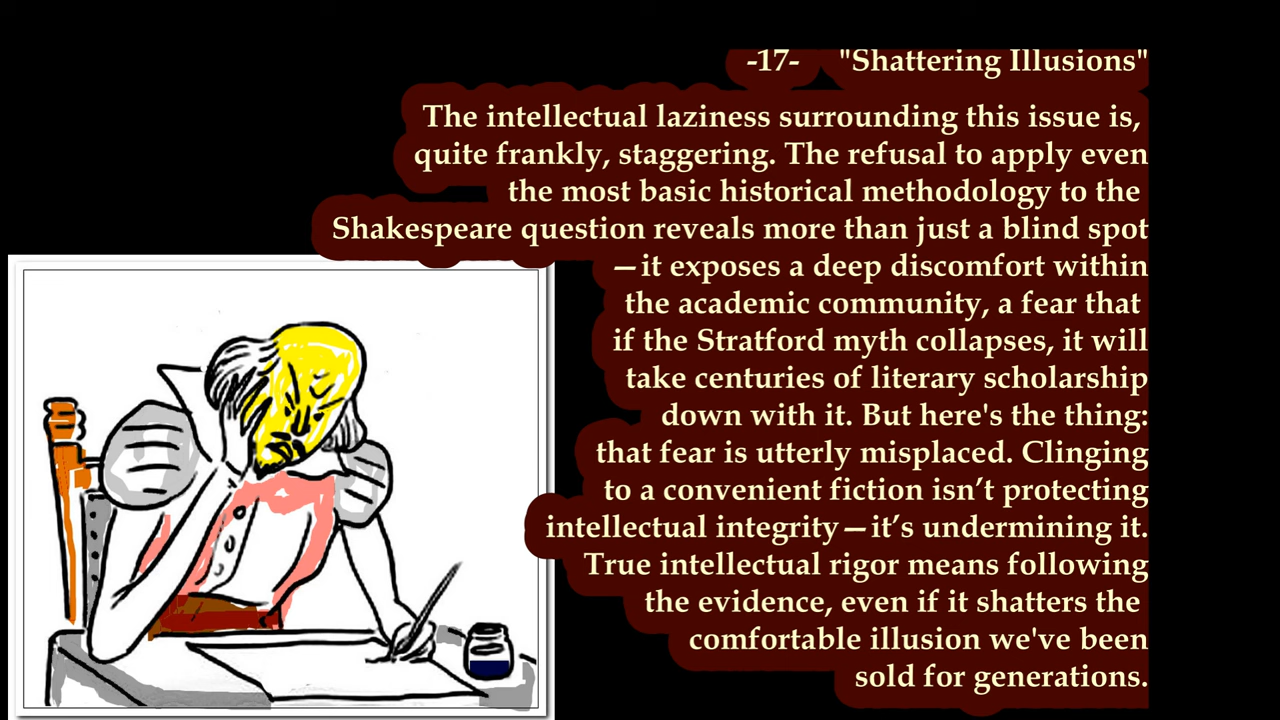 -17- "Shattering Illusions"
The intellectual laziness surrounding this issue is,
quite frankly, staggering. The refusal to apply even
the most basic historical methodology to the
Shakespeare question reveals more than just a blind spot
—it exposes a deep discomfort within
the academic community, a fear that
if the Stratford myth collapses, it will
take centuries of literary scholarship
down with it. But here's the thing:
that fear is utterly misplaced. Clinging
to a convenient fiction isn’t protecting
intellectual integrity—it’s undermining it.
True intellectual rigor means following
the evidence, even if it shatters the
comfortable illusion we've been
sold for generations.